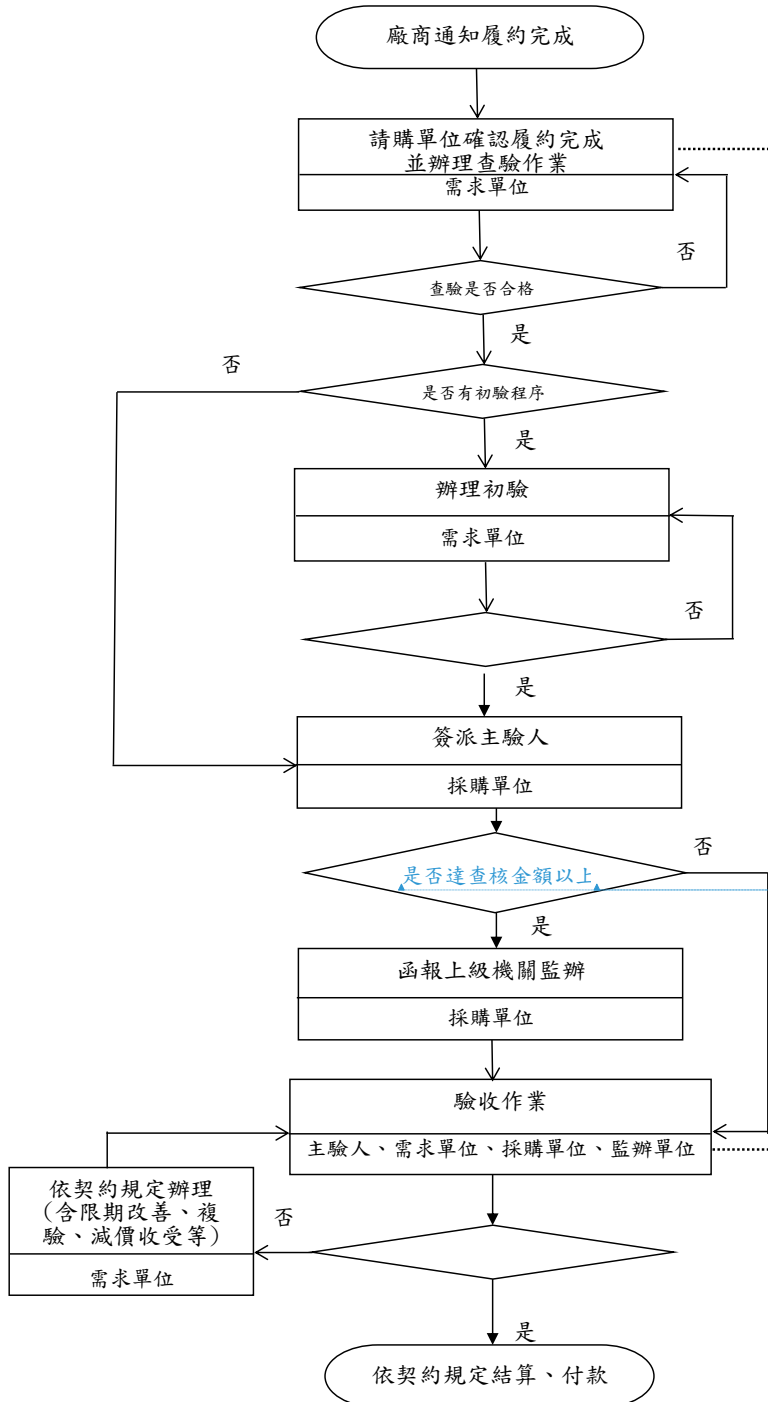 廠商通知履約完成
請購單位確認履約完成
並辦理查驗作業
需求單位
否
查驗是否合格
是
否
是否有初驗程序
是
辦理初驗
需求單位
否
是
簽派主驗人
採購單位
否
是否達查核金額以上
是
函報上級機關監辦
採購單位
驗收作業
主驗人、需求單位、採購單位、監辦單位
依契約規定辦理
(含限期改善、複
驗、減價收受等)
需求單位
否
是
依契約規定結算、付款